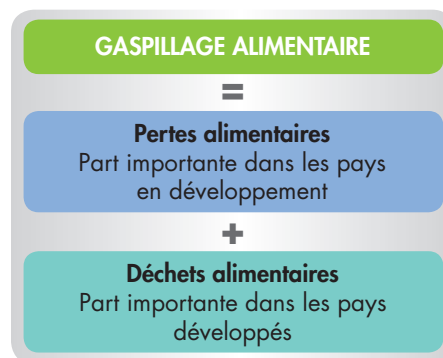 GASPILLAGE ALIMENTAIRE
=
Pertes alimentaires
Part importante dans les pays
en développement
+
Déchets alimentaires
Part importante dans les pays
développés